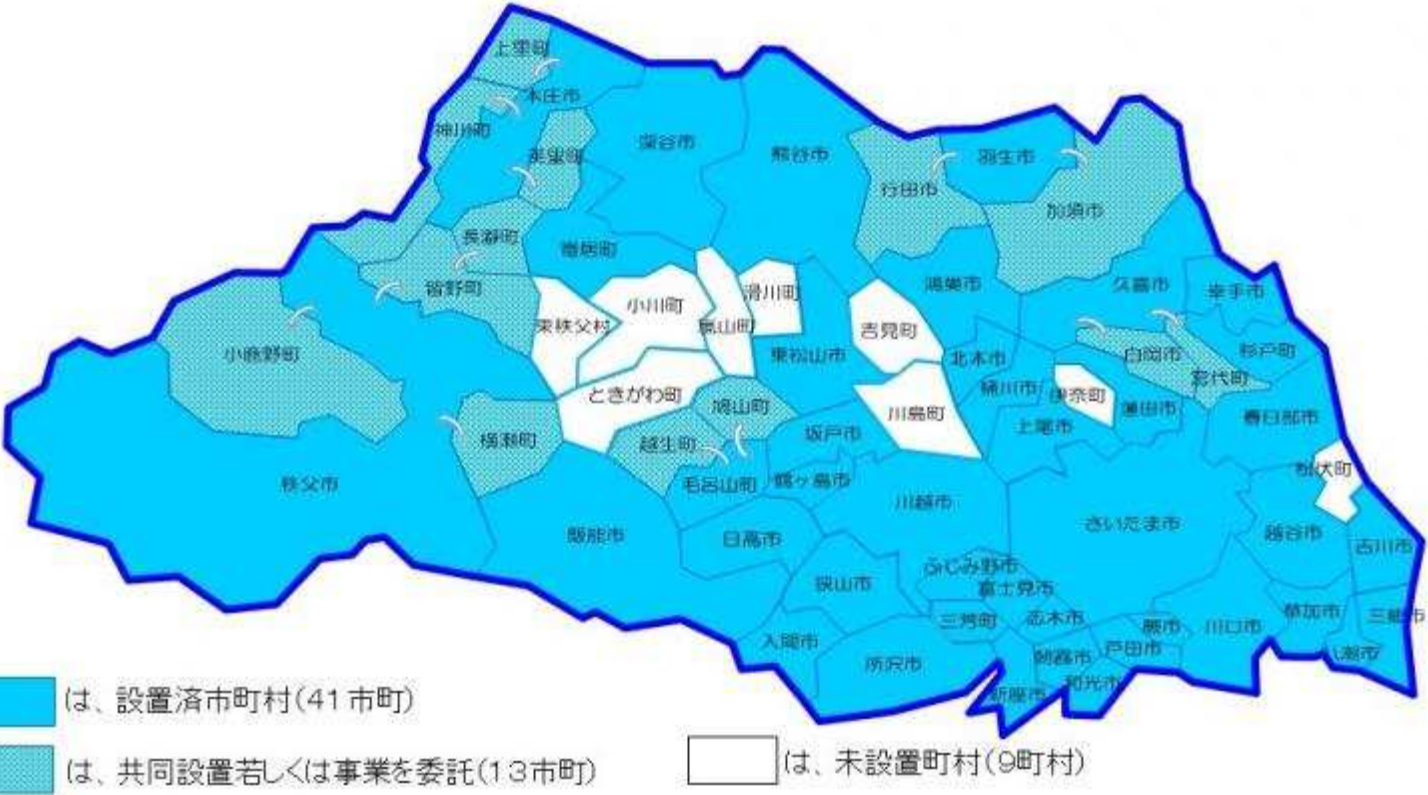 上里町
本庄市
神川町
美里町
深谷市
熊谷市
行田市
羽生市
加須市
長瀞町
皆野町
寄居町
小鹿野町
東秩父村
小川町
嵐山町
滑川町
吉見町
鴻巣市
久喜市
幸手市
東松山市
北本市
白岡市
杉戸町
宮代町
ときがわ町
鳩山町
川島町
桶川市
伊奈町
蓮田市
春日部市
横瀬町
越生町
坂戸市
上尾市
秩父市
毛呂山町
鶴ヶ島市
川越市
松伏町
飯能市
日高市
さいたま市
越谷市
吉川市
狭山市
ふじみ野市
富士見市
三芳町
志木市
蕨市
川口市
草加市
三郷市
入間市
所沢市
朝霞市
戸田市
八潮市
新座市
和光市
は、設置済市町村(41市町)
は、共同設置若しくは事業を委託(13市町)
は、未設置町村(9町村)